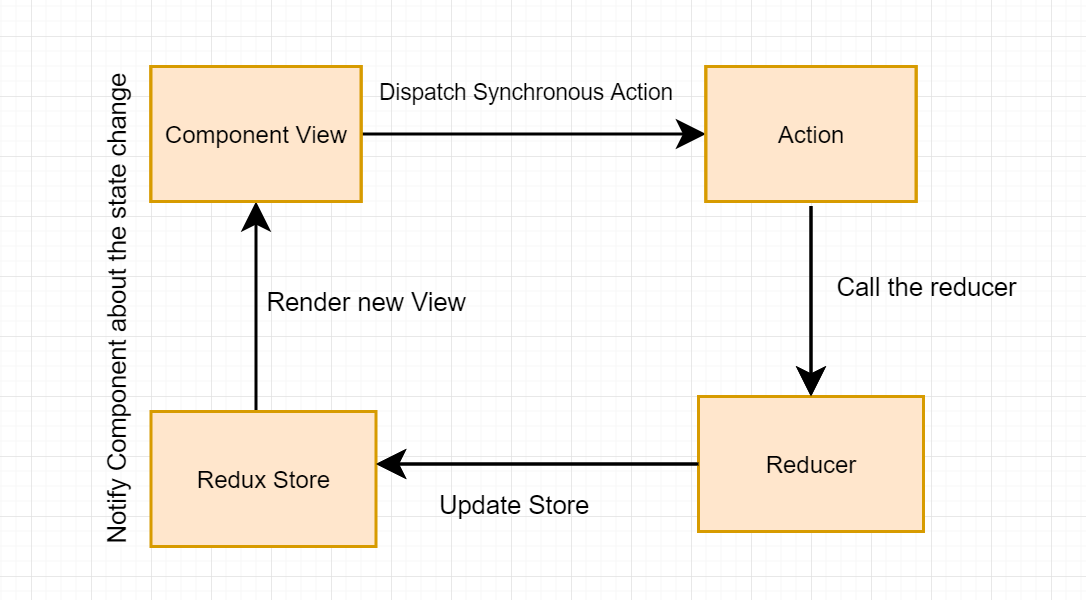 Notify Component about the state change
Component View
Dispatch Synchronous Action
Action
Render new View
Call the reducer
Redux Store
Update Store
Reducer